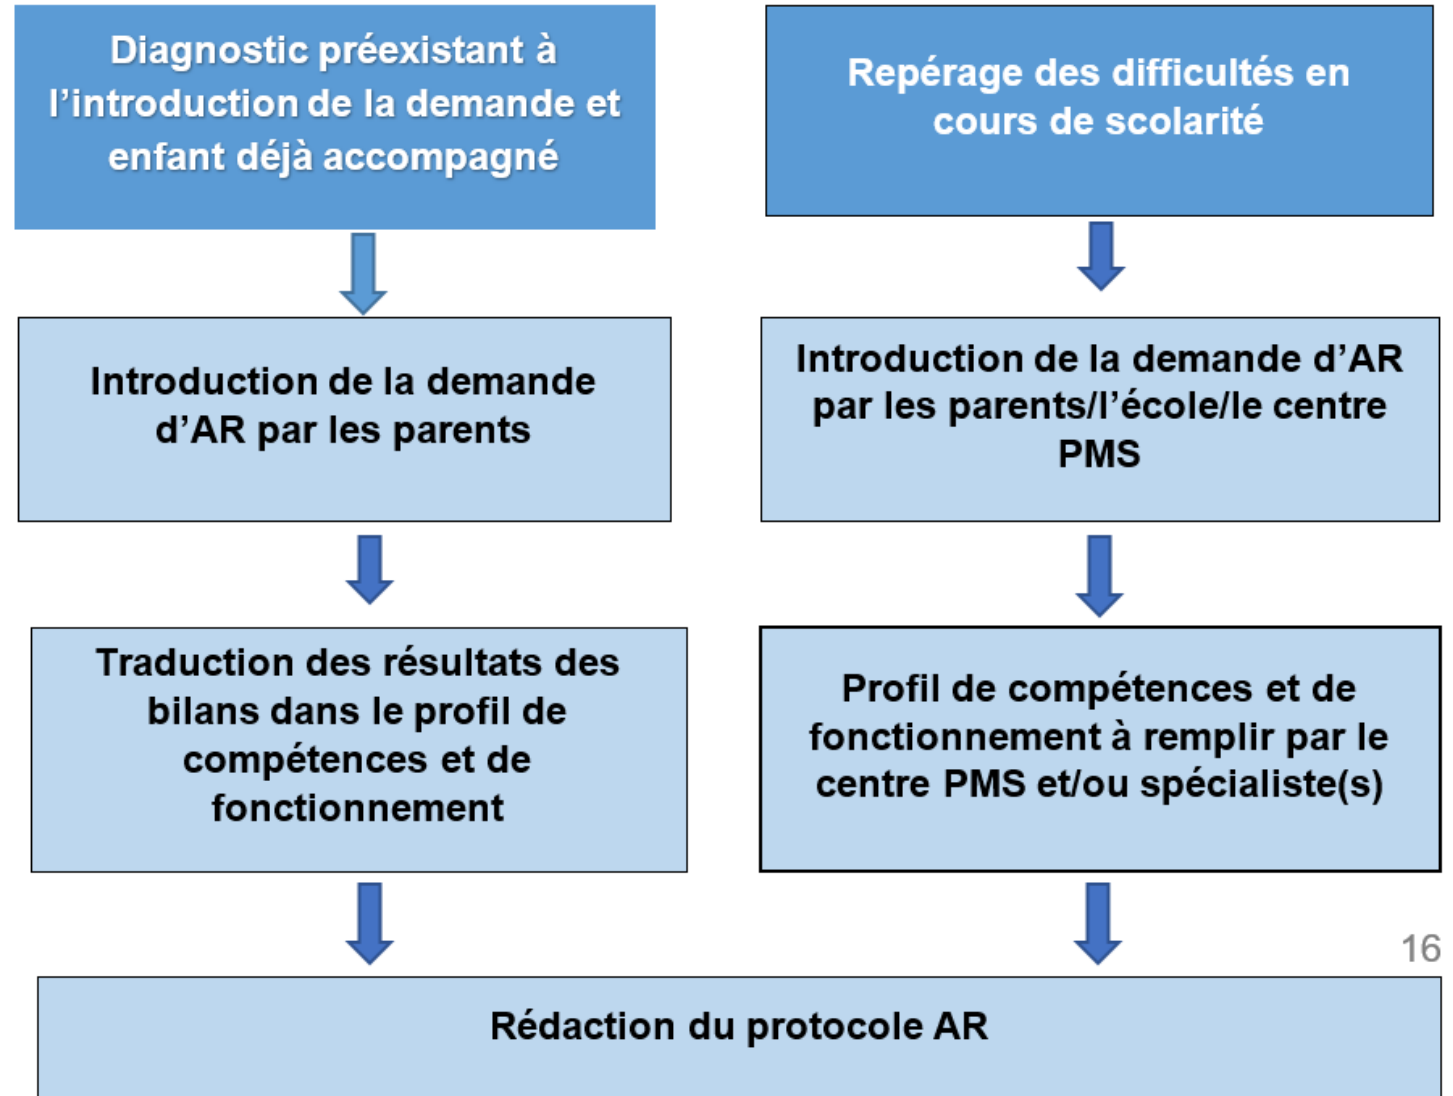 Diagnostic préexistant à
l’introduction de la demande et
enfant déjà accompagné
Repérage des difficultés en
cours de scolarité
Introduction de la demande
d’AR par les parents
Introduction de la demande d’AR
par les parents/l’école/le centre
PMS
Traduction des résultats des
bilans dans le profil de
compétences et de
fonctionnement
Profil de compétences et de
fonctionnement à remplir par le
centre PMS et/ou spécialiste(s)
16
Rédaction du protocole AR